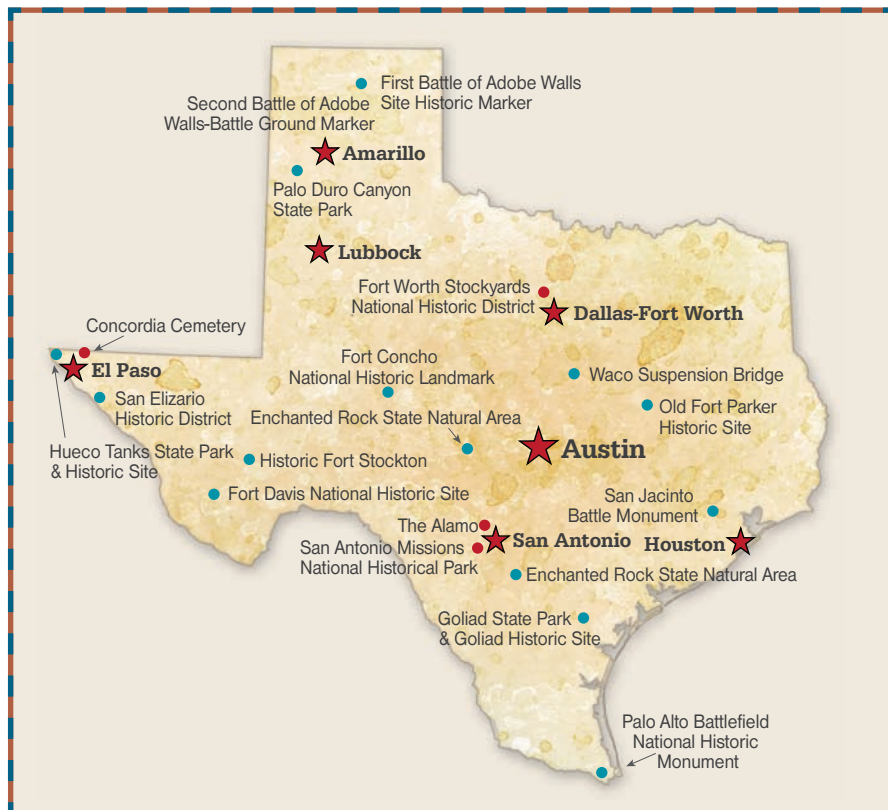 First Battle of Adobe Walls
Site Historic Marker
Second Battle of Adobe
Walls-Battle Ground Marker
Amarillo
Palo Duro Canyon
State Park
Lubbock
Fort Worth Stockyards
National Historic District
Dallas-Fort Worth
Concordia Cemetery
El Paso
Fort Concho
National Historic Landmark
Waco Suspension Bridge
San Elizario
Historic District
Enchanted Rock State Natural Area
Old Fort Parker
Historic Site
Hueco Tanks State Park
& Historic Site
Historic Fort Stockton
Austin
Fort Davis National Historic Site
San Jacinto
Battle Monument
The Alamo
San Antonio Missions
National Historical Park
San Antonio
Houston
Enchanted Rock State Natural Area
Goliad State Park
& Goliad Historic Site
Palo Alto Battlefield
National Historic
Monument